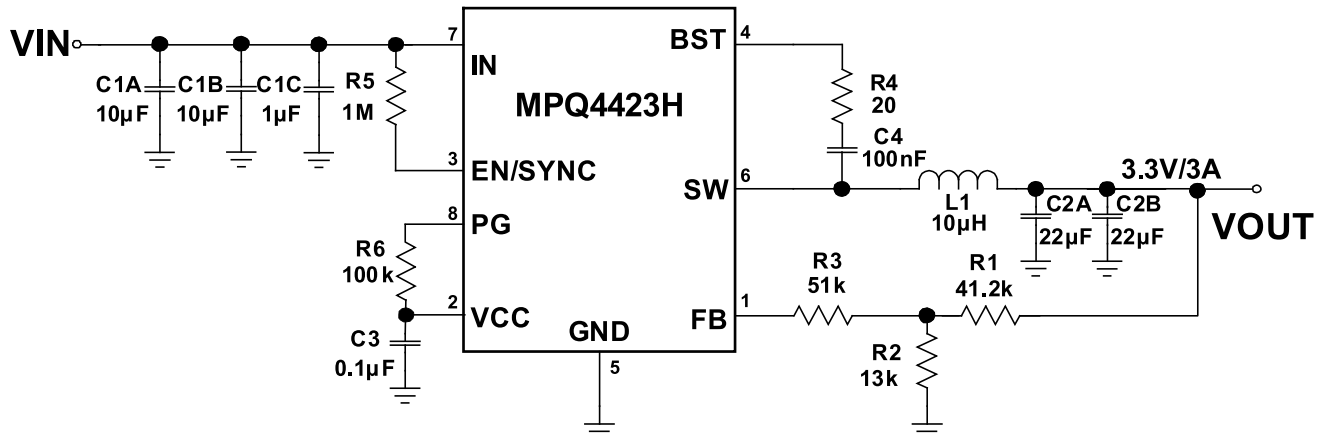 VIN
C1A
10µF
C1B
10µF
C1C
1µF
R5
1M
7
IN
MPQ4423H
BST
4
R4
20
C4
100nF
3
EN/SYNC
SW
6
L1
10µH
3.3V/3A
C2A
22µF
C2B
22µF
VOUT
8
PG
R6
100k
2
VCC
C3
0.1µF
GND
5
FB
1
R3
51k
R1
41.2k
R2
13k